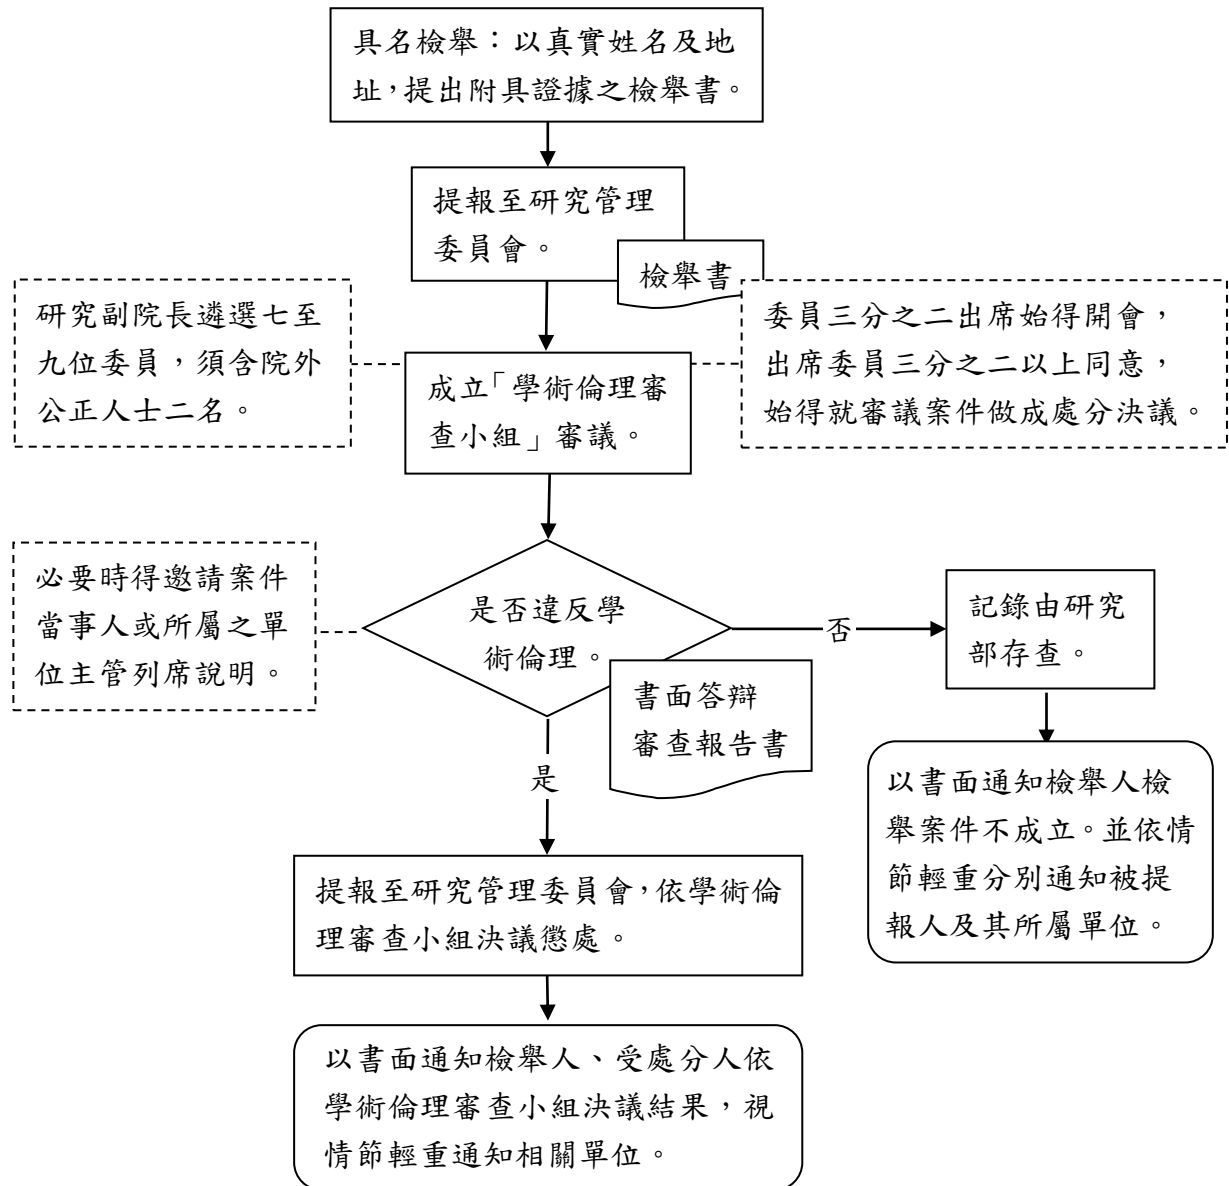 具名檢舉：以真實姓名及地
址，提出附具證據之檢舉書。
提報至研究管理
委員會。
檢舉書
研究副院長遴選七至
九位委員，須含院外
公正人士二名。
成立「學術倫理審
查小組」審議。
委員三分之二出席始得開會，
出席委員三分之二以上同意，
始得就審議案件做成處分決議。
必要時得邀請案件
當事人或所屬之單
位主管列席說明。
是否違反學
術倫理。
書面答辯
審查報告書
否
記錄由研究
部存查。
以書面通知檢舉人檢
舉案件不成立。並依情
節輕重分別通知被提
報人及其所屬單位。
是
提報至研究管理委員會，依學術倫
理審查小組決議懲處。
以書面通知檢舉人、受處分人依
學術倫理審查小組決議結果，視
情節輕重通知相關單位。